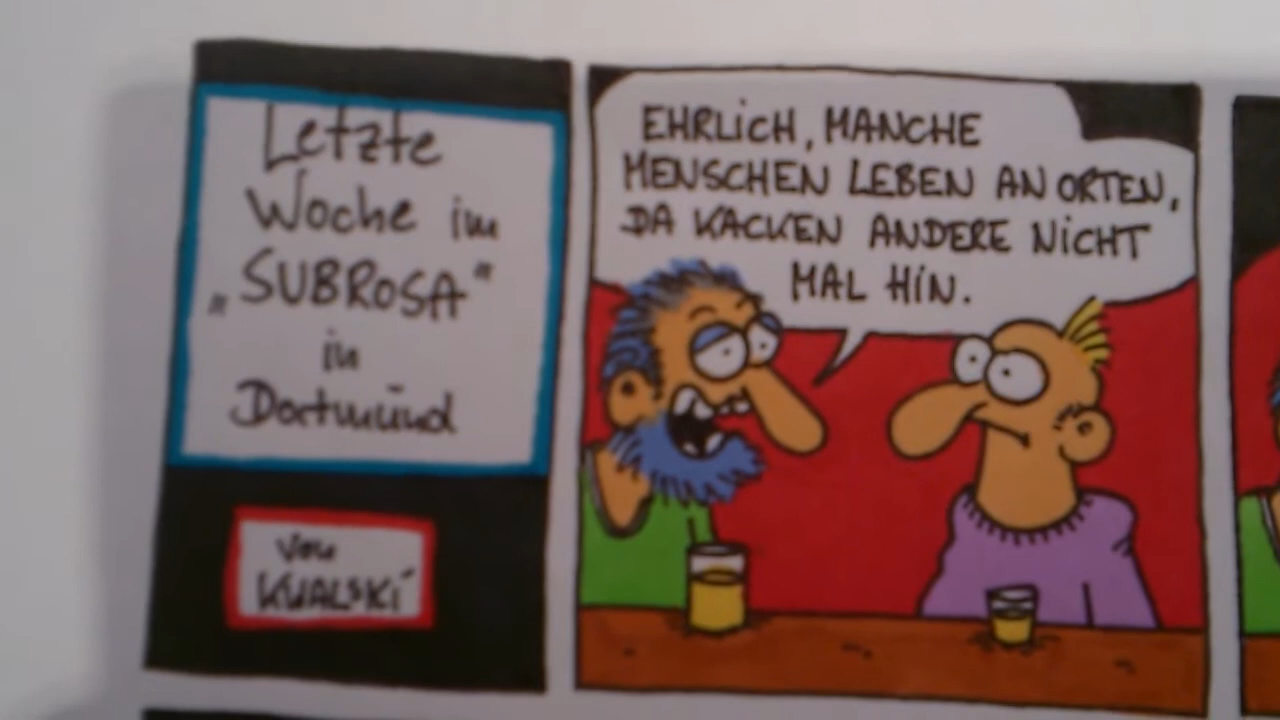 Letzte
Woche im
„SUBROSA"
in
Dortmund
von
KWALSKI
EHRLICH, MANCHE
MENSCHEN LEBEN AN ORTEN,
DA KACKEN ANDERE NICHT
MAL HIN.